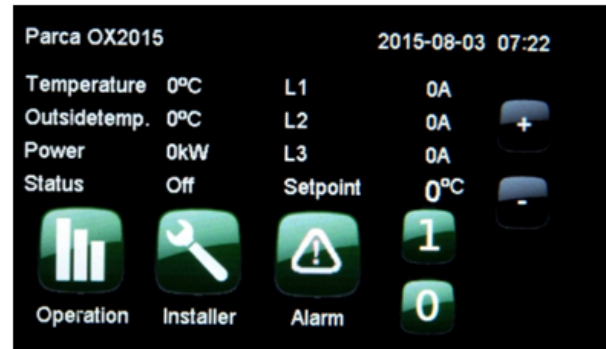 Parca OX2015 2015-08-03 07:22
Temperature 0ºC L1 0A
Outsidetemp. 0ºC L2 0A +
Power 0kW L3 0A
Status Off Setpoint 0ºC -
1
Operation Installer Alarm 0